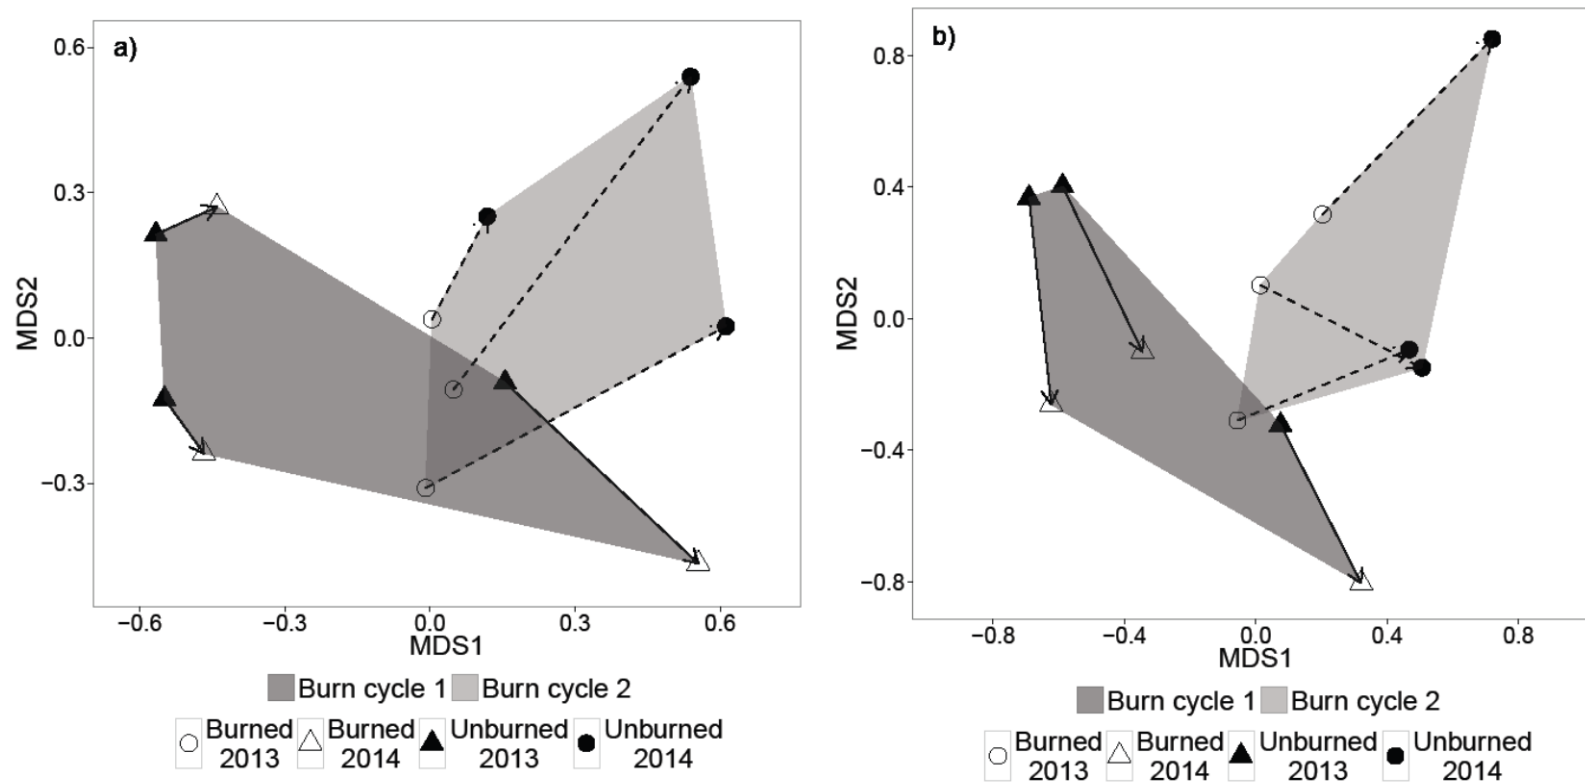 a)
0.6
0.3
0.0
−0.3
MDS2
−0.6 −0.3 0.0 0.3 0.6
MDS1
Burn cycle 1 Burn cycle 2
Burned Burned Unburned Unburned
2013 2014 2013 2014
b)
0.8
0.4
0.0
−0.4
−0.8
MDS2
−0.8 −0.4 0.0 0.4 0.8
MDS1
Burn cycle 1 Burn cycle 2
Burned Burned Unburned Unburned
2013 2014 2013 2014